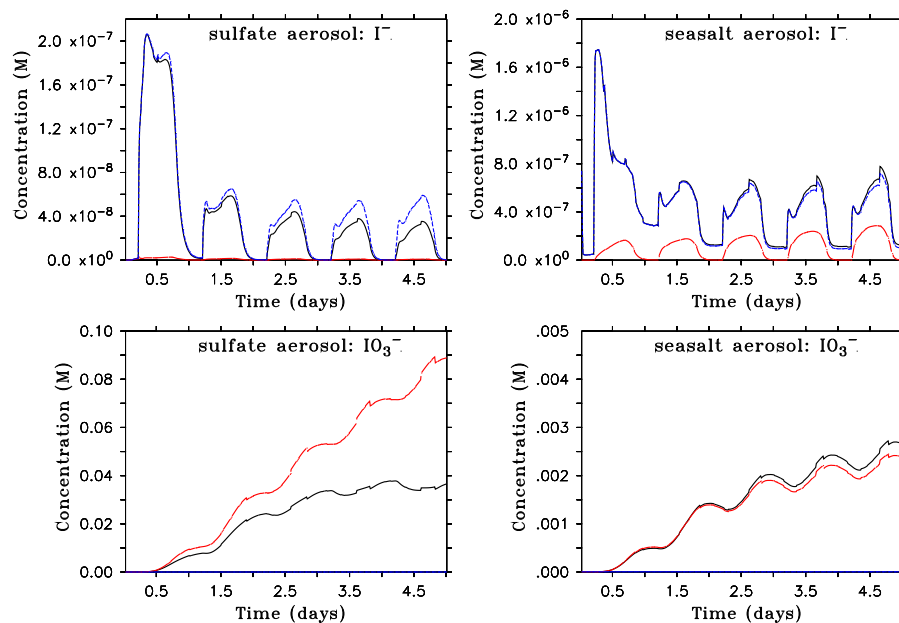 sulfate aerosol: I⁻
Concentration (M)
2.0 x10⁻⁷
1.6 x10⁻⁷
1.2 x10⁻⁷
8.0 x10⁻⁸
4.0 x10⁻⁸
0.0 x10⁰
0.5 1.5 2.5 3.5 4.5
Time (days)
seasalt aerosol: I⁻
Concentration (M)
2.0 x10⁻⁶
1.6 x10⁻⁶
1.2 x10⁻⁶
8.0 x10⁻⁷
4.0 x10⁻⁷
0.0 x10⁰
0.5 1.5 2.5 3.5 4.5
Time (days)
sulfate aerosol: IO₃⁻
Concentration (M)
0.10
0.08
0.06
0.04
0.02
0.00
0.5 1.5 2.5 3.5 4.5
Time (days)
seasalt aerosol: IO₃⁻
Concentration (M)
.005
.004
.003
.002
.001
.000
0.5 1.5 2.5 3.5 4.5
Time (days)